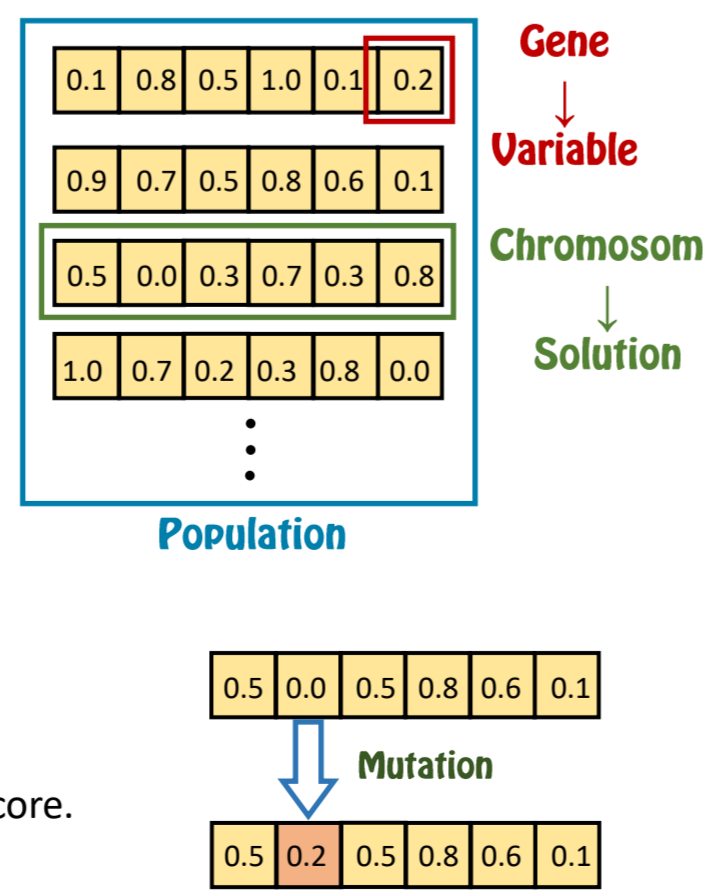 0.1 0.8 0.5 1.0 0.1 0.2
Gene
↓
Variable
0.9 0.7 0.5 0.8 0.6 0.1
Chromosom
0.5 0.0 0.3 0.7 0.3 0.8
↓
Solution
1.0 0.7 0.2 0.3 0.8 0.0
Population
0.5 0.0 0.5 0.8 0.6 0.1
Mutation
core.
0.5 0.2 0.5 0.8 0.6 0.1